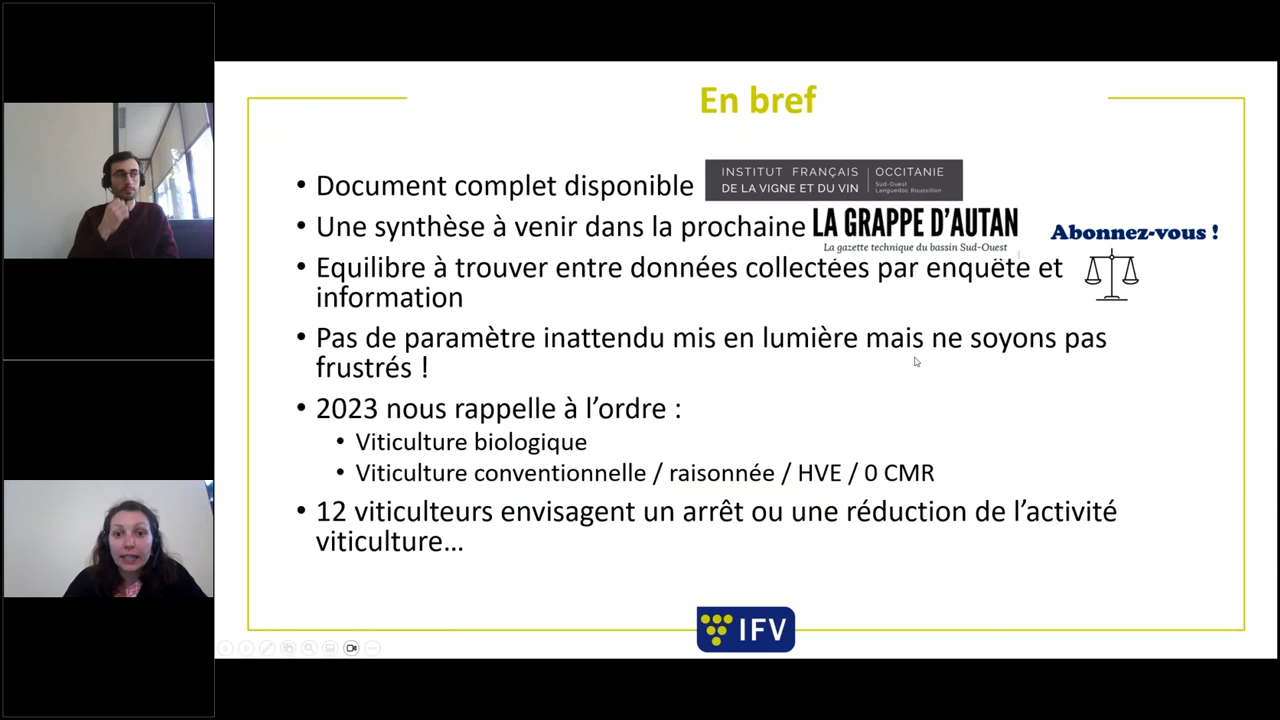 En bref
• Document complet disponible
INSTITUT FRANÇAIS
DE LA VIGNE ET DU VIN
OCCITANIE
Sud-Ouest
Languedoc Roussillon
• Une synthèse à venir dans la prochaine LA GRAPPE D'AUTAN
La gazette technique du bassin Sud-Ouest
Abonnez-vous !
• Equilibre à trouver entre données collectées par enquête et
information
• Pas de paramètre inattendu mis en lumière mais ne soyons pas
frustrés !
• 2023 nous rappelle à l'ordre :
• Viticulture biologique
• Viticulture conventionnelle / raisonnée / HVE / 0 CMR
• 12 viticulteurs envisagent un arrêt ou une réduction de l'activité
viticulture...
IFV